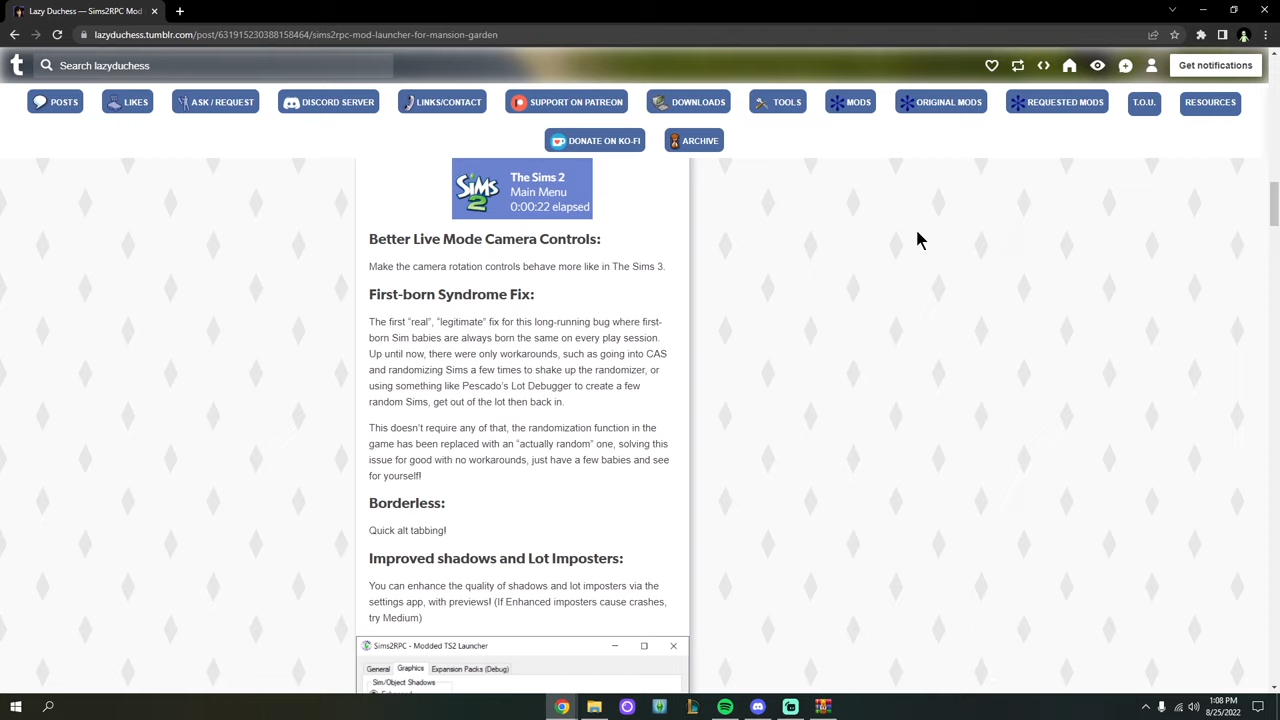 Lazy Duchess — Sims2RPC Mod
lazyduchess.tumblr.com/post/631915230388158464/sims2rpc-mod-launcher-for-mansion-garden
t
Search lazyduchess
Get notifications
POSTS
LIKES
ASK / REQUEST
DISCORD SERVER
LINKS/CONTACT
SUPPORT ON PATREON
DOWNLOADS
TOOLS
MODS
ORIGINAL MODS
REQUESTED MODS
T.O.U.
RESOURCES
DONATE ON KO-FI
ARCHIVE
The Sims 2
Main Menu
0:00:22 elapsed
Better Live Mode Camera Controls:
Make the camera rotation controls behave more like in The Sims 3.
First-born Syndrome Fix:
The first “real”, “legitimate” fix for this long-running bug where first-
born Sim babies are always born the same on every play session.
Up until now, there were only workarounds, such as going into CAS
and randomizing Sims a few times to shake up the randomizer, or
using something like Pescado’s Lot Debugger to create a few
random Sims, get out of the lot then back in.
This doesn’t require any of that, the randomization function in the
game has been replaced with an “actually random” one, solving this
issue for good with no workarounds, just have a few babies and see
for yourself!
Borderless:
Quick alt tabbing!
Improved shadows and Lot Imposters:
You can enhance the quality of shadows and lot imposters via the
settings app, with previews! (If Enhanced imposters cause crashes,
try Medium)
Sims2RPC - Modded TS2 Launcher
General
Graphics
Expansion Packs (Debug)
Sim/Object Shadows
1:08 PM
8/25/2022